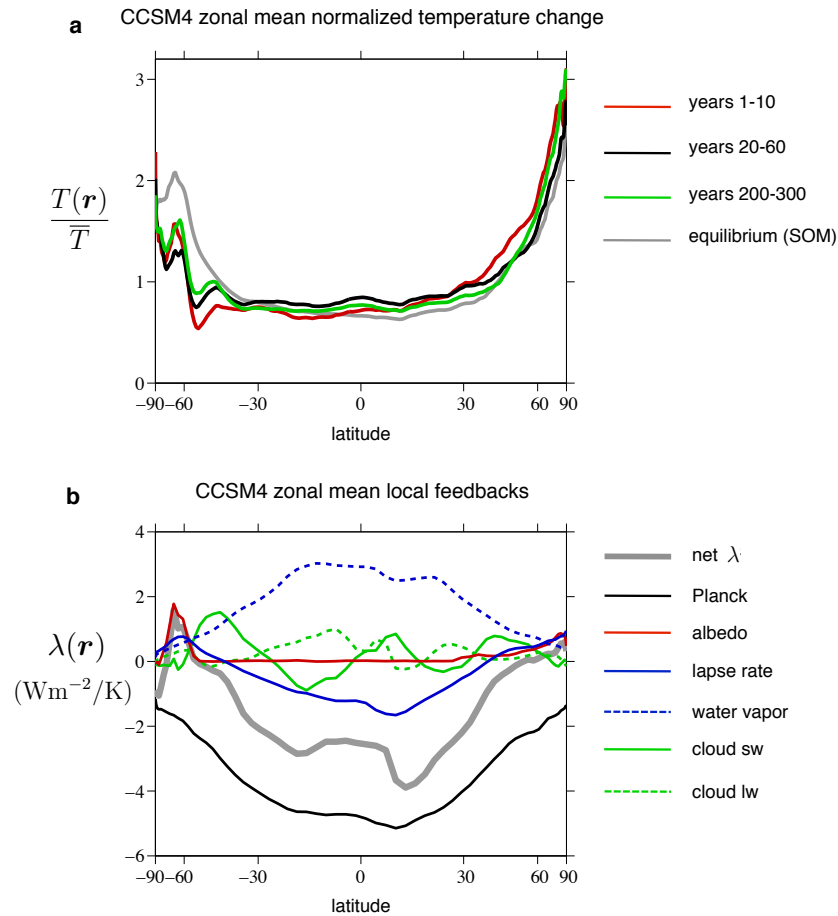 a CCSM4 zonal mean normalized temperature change
3
2
1
0
T(r)
T̅
−90 −60 −30 0 30 60 90
latitude
years 1-10
years 20-60
years 200-300
equilibrium (SOM)
b CCSM4 zonal mean local feedbacks
4
2
0
−2
−4
−6
λ(r)
(Wm⁻²/K)
−90 −60 −30 0 30 60 90
latitude
net λ
Planck
albedo
lapse rate
water vapor
cloud sw
cloud lw